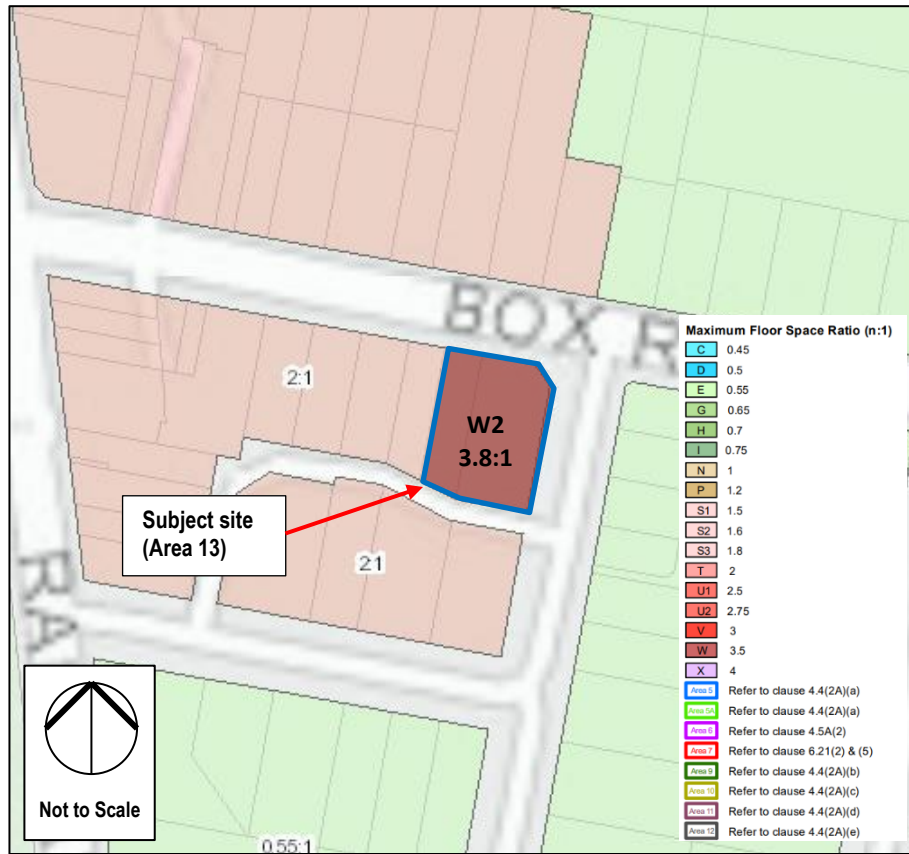 BOX R
2:1
W2
3.8:1
Subject site
(Area 13)
21
RA
Not to Scale
0.55:1
Maximum Floor Space Ratio (n:1)
C 0.45
D 0.5
E 0.55
G 0.65
H 0.7
I 0.75
N 1
P 1.2
S1 1.5
S2 1.6
S3 1.8
T 2
U1 2.5
U2 2.75
V 3
W 3.5
X 4
Area 5 Refer to clause 4.4(2A)(a)
Area 5A Refer to clause 4.4(2A)(a)
Area 6 Refer to clause 4.5A(2)
Area 7 Refer to clause 6.21(2) & (5)
Area 9 Refer to clause 4.4(2A)(b)
Area 10 Refer to clause 4.4(2A)(c)
Area 11 Refer to clause 4.4(2A)(d)
Area 12 Refer to clause 4.4(2A)(e)